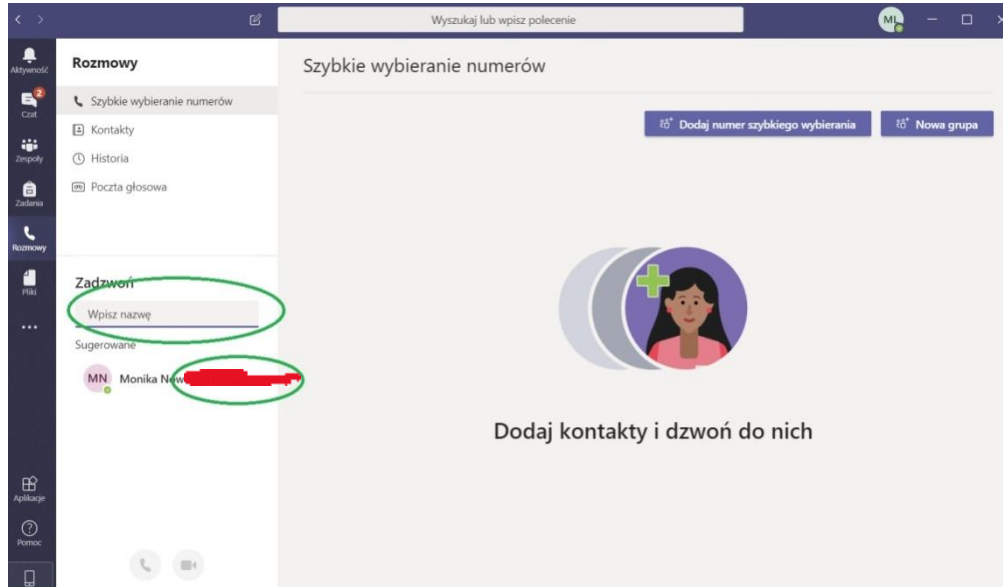 Wyszukaj lub wpisz polecenie
ML
Aktywność
2
Czat
Zespoły
Zadania
Rozmowy
Pliki
Aplikacje
Pomoc
Rozmowy
Szybkie wybieranie numerów
Kontakty
Historia
Poczta głosowa
Zadzwoń
Wpisz nazwę
Sugerowane
MN Monika
Szybkie wybieranie numerów
Dodaj numer szybkiego wybierania
Nowa grupa
Dodaj kontakty i dzwoń do nich